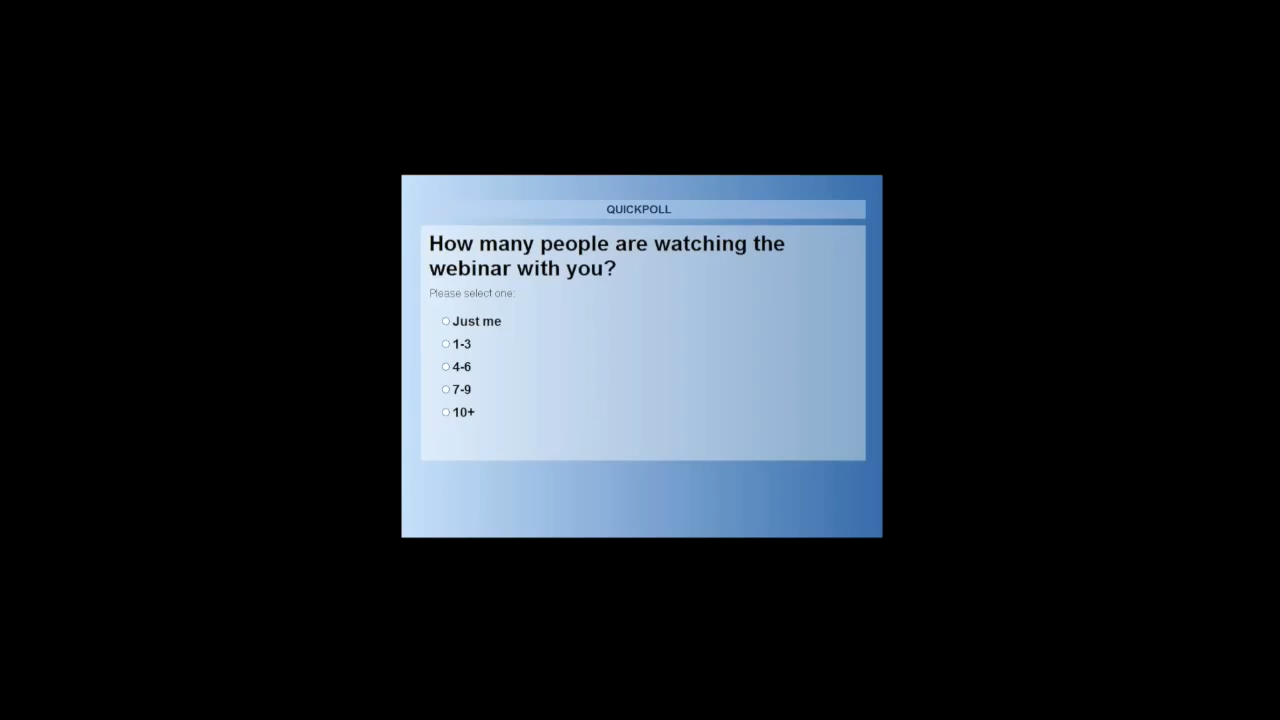 QUICKPOLL
How many people are watching the
webinar with you?
Please select one:
Just me
1-3
4-6
7-9
10+